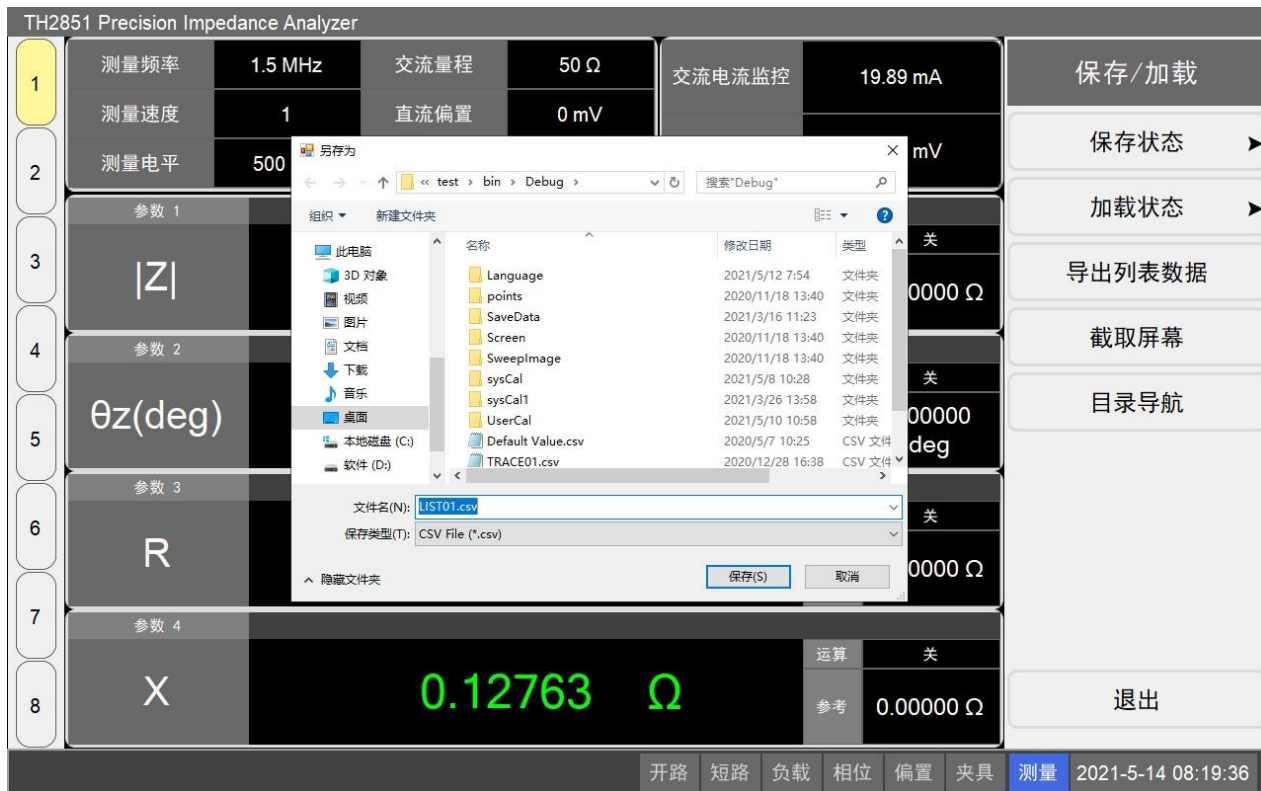 TH2851 Precision Impedance Analyzer
1
2
3
4
5
6
7
8
测量频率 1.5 MHz 交流量程 50 Ω
测量速度 1 直流偏置 0 mV
测量电平 500
交流电流监控 19.89 mA
mV
参数 1
|Z|
关
0000 Ω
参数 2
θz(deg)
关
00000
deg
参数 3
R
关
0000 Ω
参数 4
X
0.12763 Ω
运算 关
参考 0.00000 Ω
另存为
« test › bin › Debug ›
搜索"Debug"
组织 新建文件夹
此电脑
3D 对象
视频
图片
文档
下载
音乐
桌面
本地磁盘 (C:)
软件 (D:)
名称 修改日期 类型
Language 2021/5/12 7:54 文件夹
points 2020/11/18 13:40 文件夹
SaveData 2021/3/16 11:23 文件夹
Screen 2020/11/18 13:40 文件夹
SweepImage 2020/11/18 13:40 文件夹
sysCal 2021/5/8 10:28 文件夹
sysCal1 2021/3/26 13:58 文件夹
UserCal 2021/5/10 10:58 文件夹
Default Value.csv 2020/5/7 10:25 CSV 文件
TRACE01.csv 2020/12/28 16:38 CSV 文件
文件名(N): LIST01.csv
保存类型(T): CSV File (*.csv)
隐藏文件夹
保存(S) 取消
保存/加载
保存状态
加载状态
导出列表数据
截取屏幕
目录导航
退出
开路 短路 负载 相位 偏置 夹具 测量 2021-5-14 08:19:36